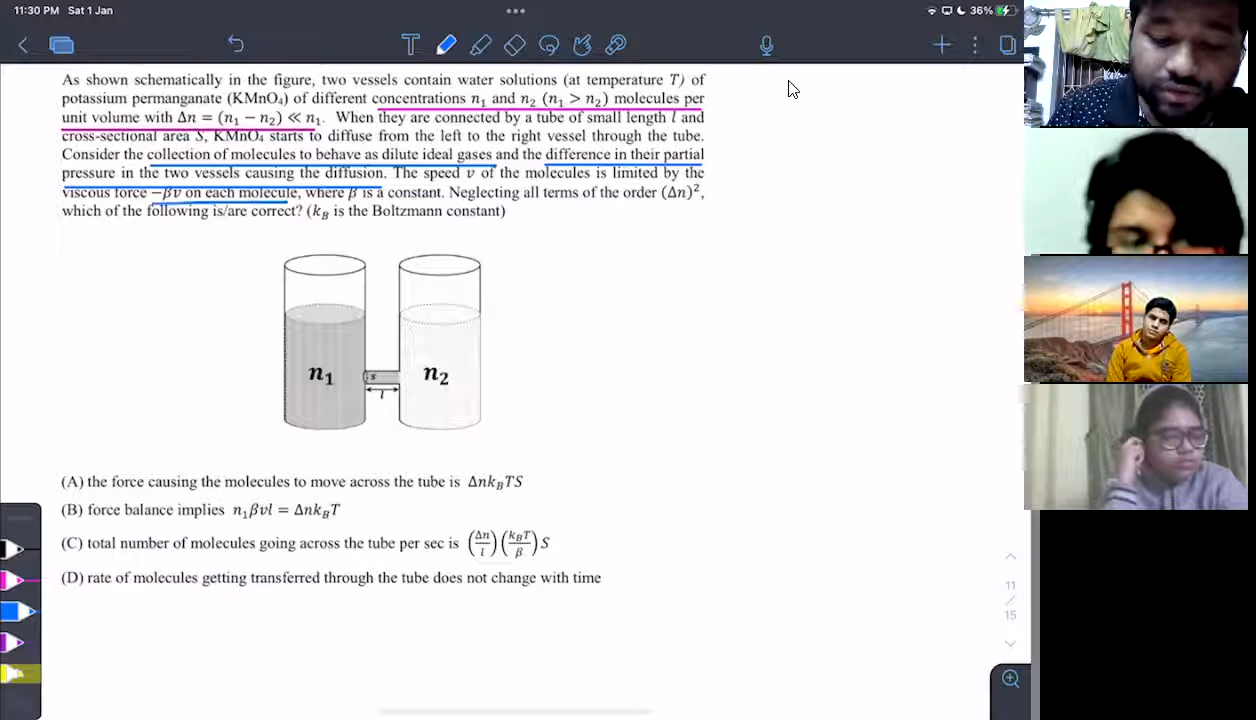 11:30 PM Sat 1 Jan
36%
As shown schematically in the figure, two vessels contain water solutions (at temperature T) of
potassium permanganate (KMnO₄) of different concentrations n₁ and n₂ (n₁ > n₂) molecules per
unit volume with Δn = (n₁ − n₂) ≪ n₁. When they are connected by a tube of small length l and
cross-sectional area S, KMnO₄ starts to diffuse from the left to the right vessel through the tube.
Consider the collection of molecules to behave as dilute ideal gases and the difference in their partial
pressure in the two vessels causing the diffusion. The speed v of the molecules is limited by the
viscous force −βv on each molecule, where β is a constant. Neglecting all terms of the order (Δn)²,
which of the following is/are correct? (k_B is the Boltzmann constant)
n₁ s n₂
l
(A) the force causing the molecules to move across the tube is Δnk_BTS
(B) force balance implies n₁βvl = Δnk_BT
(C) total number of molecules going across the tube per sec is (Δn/l)(k_BT/β)S
(D) rate of molecules getting transferred through the tube does not change with time
11
/
15